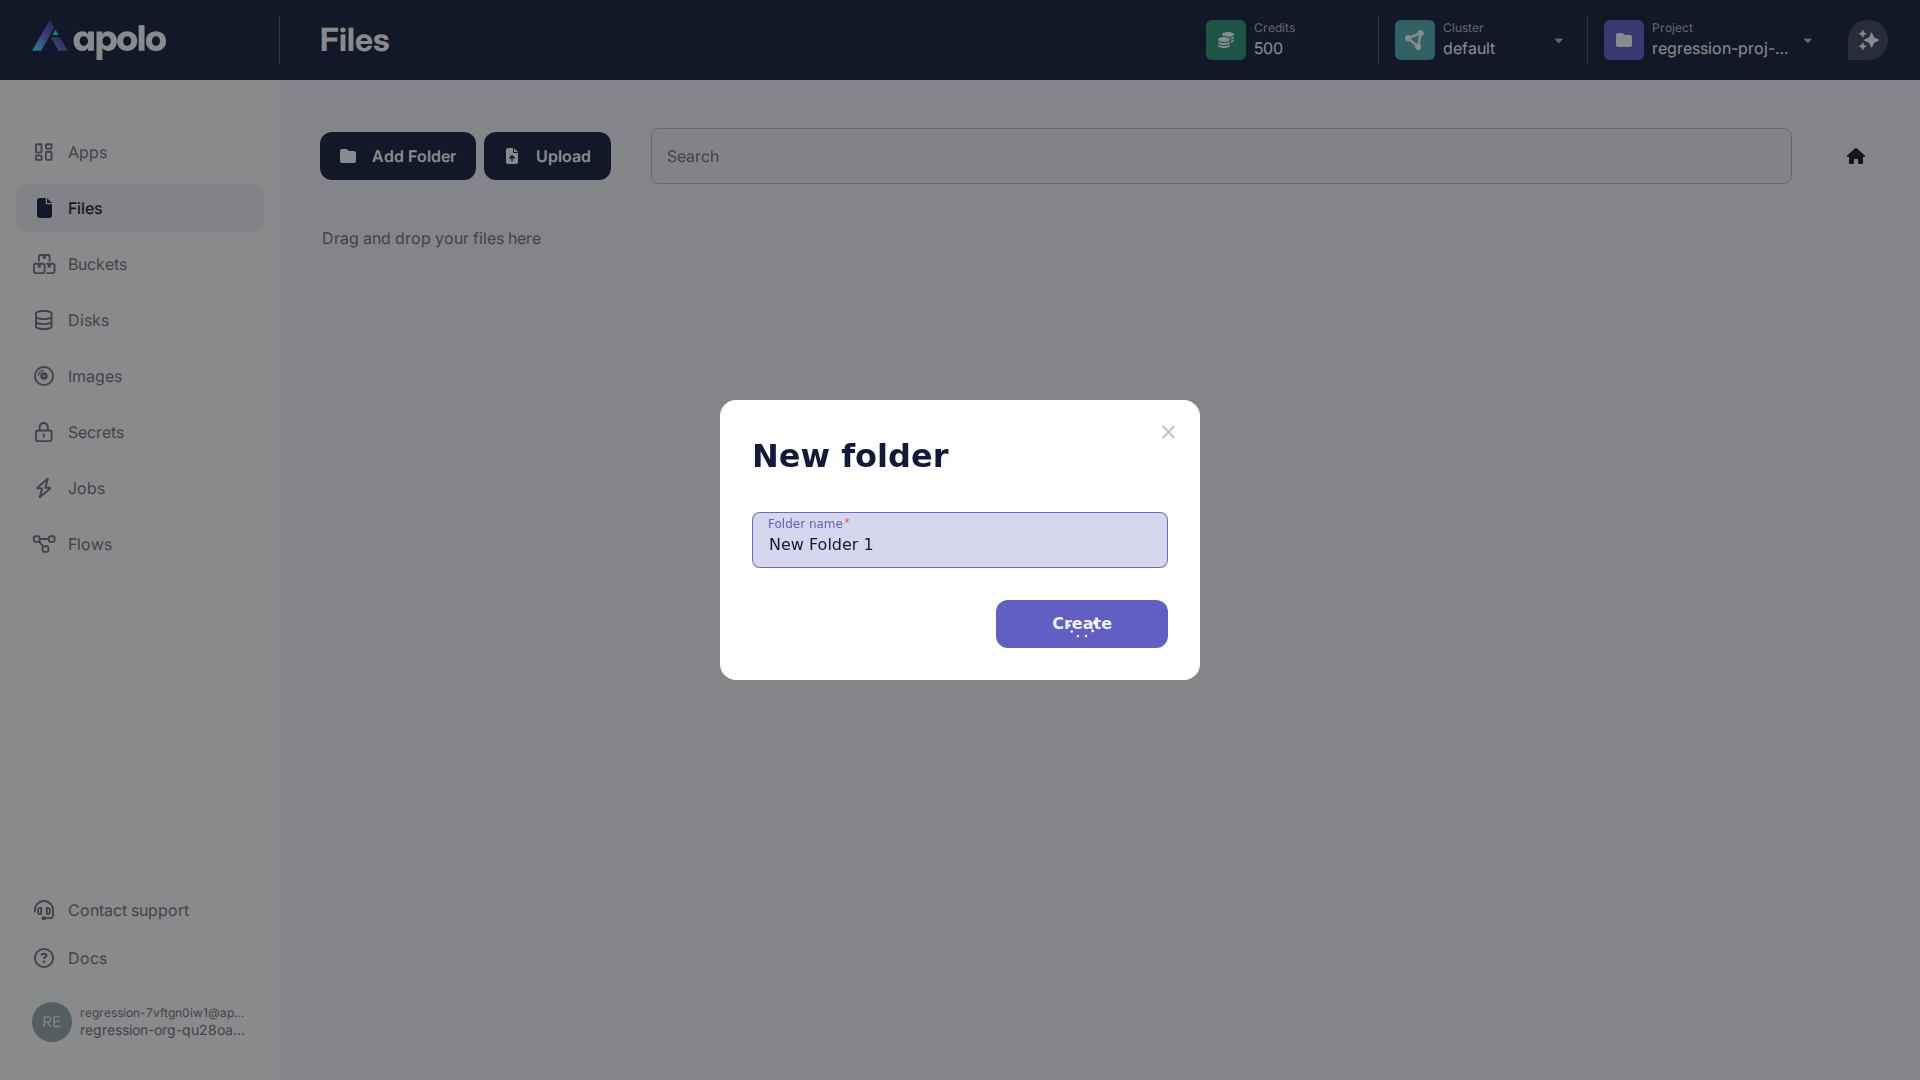 apolo
Files
Credits
500
Cluster
default
Project
regression-proj-...
Apps
Files
Buckets
Disks
Images
Secrets
Jobs
Flows
Contact support
Docs
RE
regression-7vftgn0iw1@ap...
regression-org-qu28oa...
Add Folder
Upload
Search
Drag and drop your files here
New folder
Folder name*
New Folder 1
Create